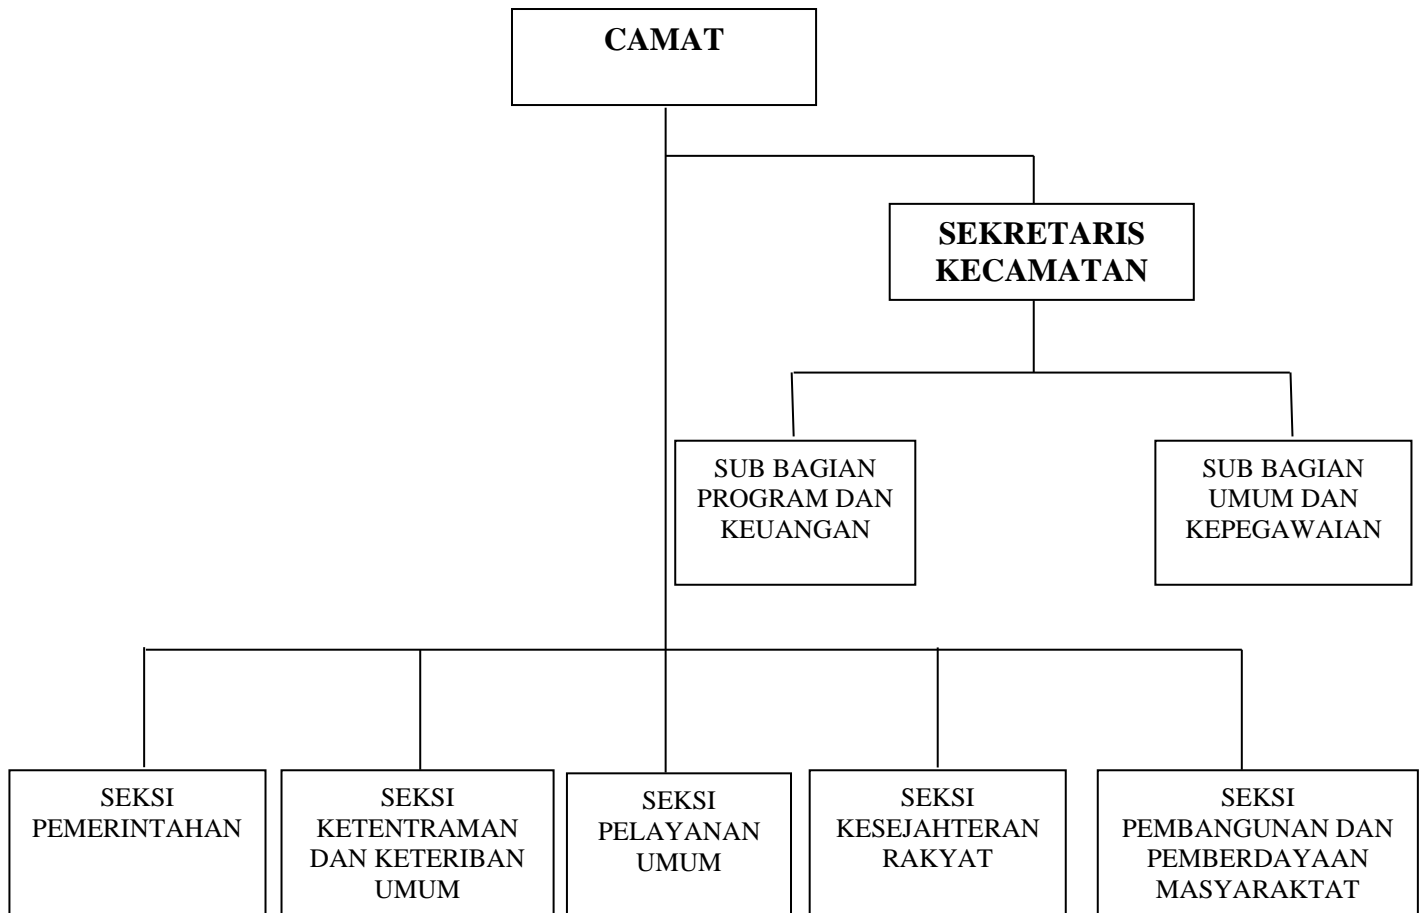 CAMAT
SEKRETARIS
KECAMATAN
SUB BAGIAN
PROGRAM DAN
KEUANGAN
SUB BAGIAN
UMUM DAN
KEPEGAWAIAN
SEKSI
PEMERINTAHAN
SEKSI
KETENTRAMAN
DAN KETERIBAN
UMUM
SEKSI
PELAYANAN
UMUM
SEKSI
KESEJAHTERAN
RAKYAT
SEKSI
PEMBANGUNAN DAN
PEMBERDAYAAN
MASYARAKTAT